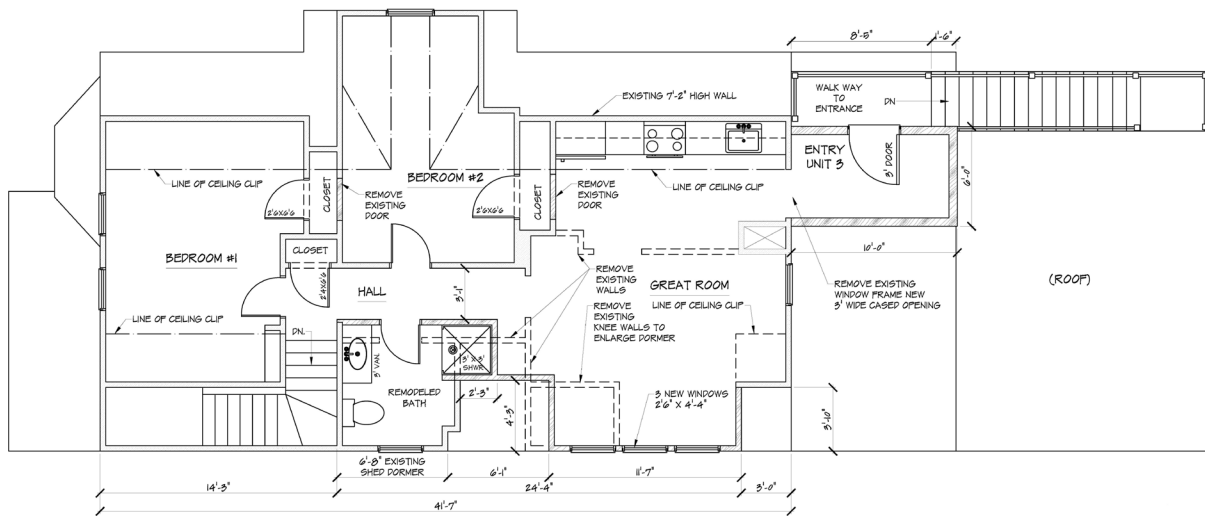 8'-5"
1'-6"
WALK WAY
TO
ENTRANCE
DN
EXISTING 7'-2" HIGH WALL
ENTRY
UNIT 3
3' DOOR
6'-0"
BEDROOM #2
LINE OF CEILING CLIP
CLOSET
REMOVE
EXISTING
DOOR
2'6"X6'6"
2'6"X6'6"
CLOSET
REMOVE
EXISTING
DOOR
LINE OF CEILING CLIP
10'-0"
BEDROOM #1
CLOSET
2'4"X6'6"
HALL
3'-1"
REMOVE
EXISTING
WALLS
GREAT ROOM
LINE OF CEILING CLIP
REMOVE EXISTING
WINDOW FRAME NEW
3' WIDE CASED OPENING
(ROOF)
LINE OF CEILING CLIP
DN.
REMOVE
EXISTING
KNEE WALLS TO
ENLARGE DORMER
3' VAN.
3' X 3'
SHWR
REMODELED
BATH
2'-3"
4'-3"
3 NEW WINDOWS
2'6" X 4'-4"
3'-10"
6'-8" EXISTING
SHED DORMER
6'-1"
11'-7"
14'-3"
24'-4"
3'-0"
41'-7"